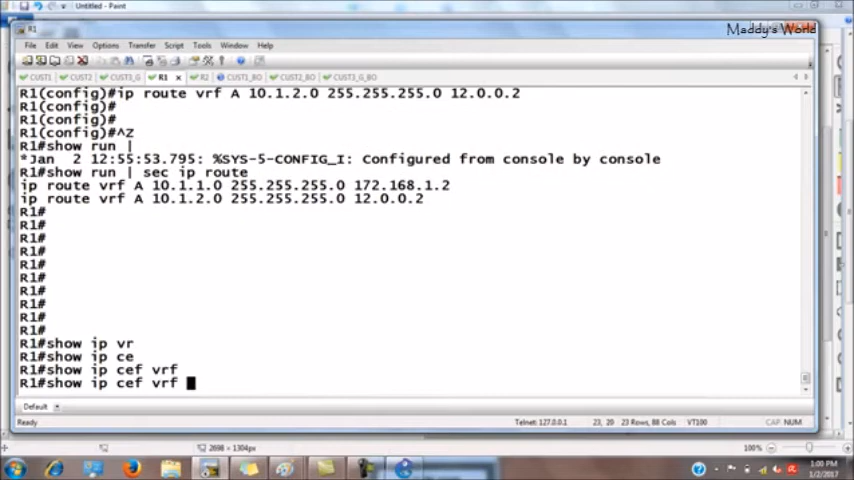 Untitled - Paint
Maddy's World
R1
File Edit View Options Transfer Script Tools Window Help
CUST1 CUST2 CUST3_G R1 R2 CUST1_BO CUST2_BO CUST3_G_BO
R1(config)#ip route vrf A 10.1.2.0 255.255.255.0 12.0.0.2
R1(config)#
R1(config)#
R1(config)#^Z
R1#show run |
*Jan  2 12:55:53.795: %SYS-5-CONFIG_I: Configured from console by console
R1#show run | sec ip route
ip route vrf A 10.1.1.0 255.255.255.0 172.168.1.2
ip route vrf A 10.1.2.0 255.255.255.0 12.0.0.2
R1#
R1#
R1#
R1#
R1#
R1#
R1#
R1#
R1#
R1#
R1#show ip vr
R1#show ip ce
R1#show ip cef vrf
R1#show ip cef vrf
Default
Ready Telnet: 127.0.0.1 23, 20 23 Rows, 88 Cols VT100 CAP NUM
2698 × 1304px 100%
1:00 PM
1/2/2017